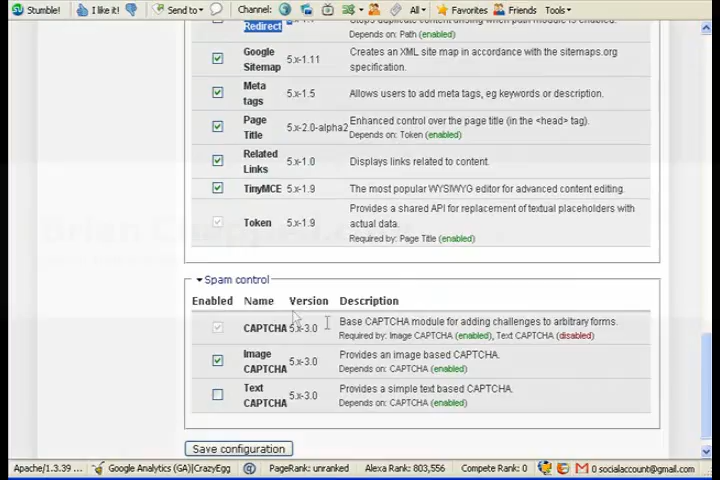 Stumble! I like it! Send to Channel: All Favorites Friends Tools
Redirect
Depends on: Path (enabled)
Google Sitemap 5.x-1.11 Creates an XML site map in accordance with the sitemaps.org specification.
Meta tags 5.x-1.5 Allows users to add meta tags, eg keywords or description.
Page Title 5.x-2.0-alpha2 Enhanced control over the page title (in the <head> tag).
Depends on: Token (enabled)
Related Links 5.x-1.0 Displays links related to content.
TinyMCE 5.x-1.9 The most popular WYSIWYG editor for advanced content editing.
Token 5.x-1.9 Provides a shared API for replacement of textual placeholders with actual data.
Required by: Page Title (enabled)
Spam control
Enabled Name Version Description
CAPTCHA 5.x-3.0 Base CAPTCHA module for adding challenges to arbitrary forms.
Required by: Image CAPTCHA (enabled), Text CAPTCHA (disabled)
Image CAPTCHA 5.x-3.0 Provides an image based CAPTCHA.
Depends on: CAPTCHA (enabled)
Text CAPTCHA 5.x-3.0 Provides a simple text based CAPTCHA.
Depends on: CAPTCHA (enabled)
Save configuration
Apache/1.3.39 ... Google Analytics (GA)|CrazyEgg PageRank: unranked Alexa Rank: 803,556 Compete Rank: 0 0 socialaccount@gmail.com